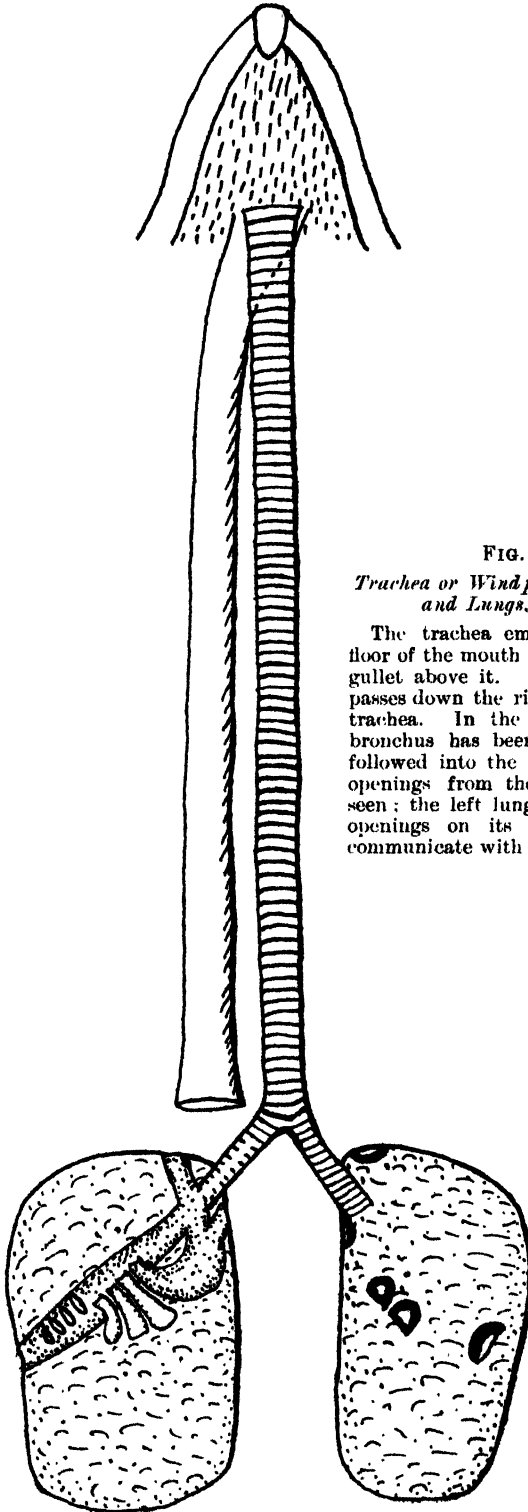 FIG.
Trachea or Wind
and Lungs.
The trachea em
floor of the mouth
gullet above it.
passes down the ri
trachea. In the
bronchus has been
followed into the
openings from the
seen ; the left lung
openings on its
communicate with